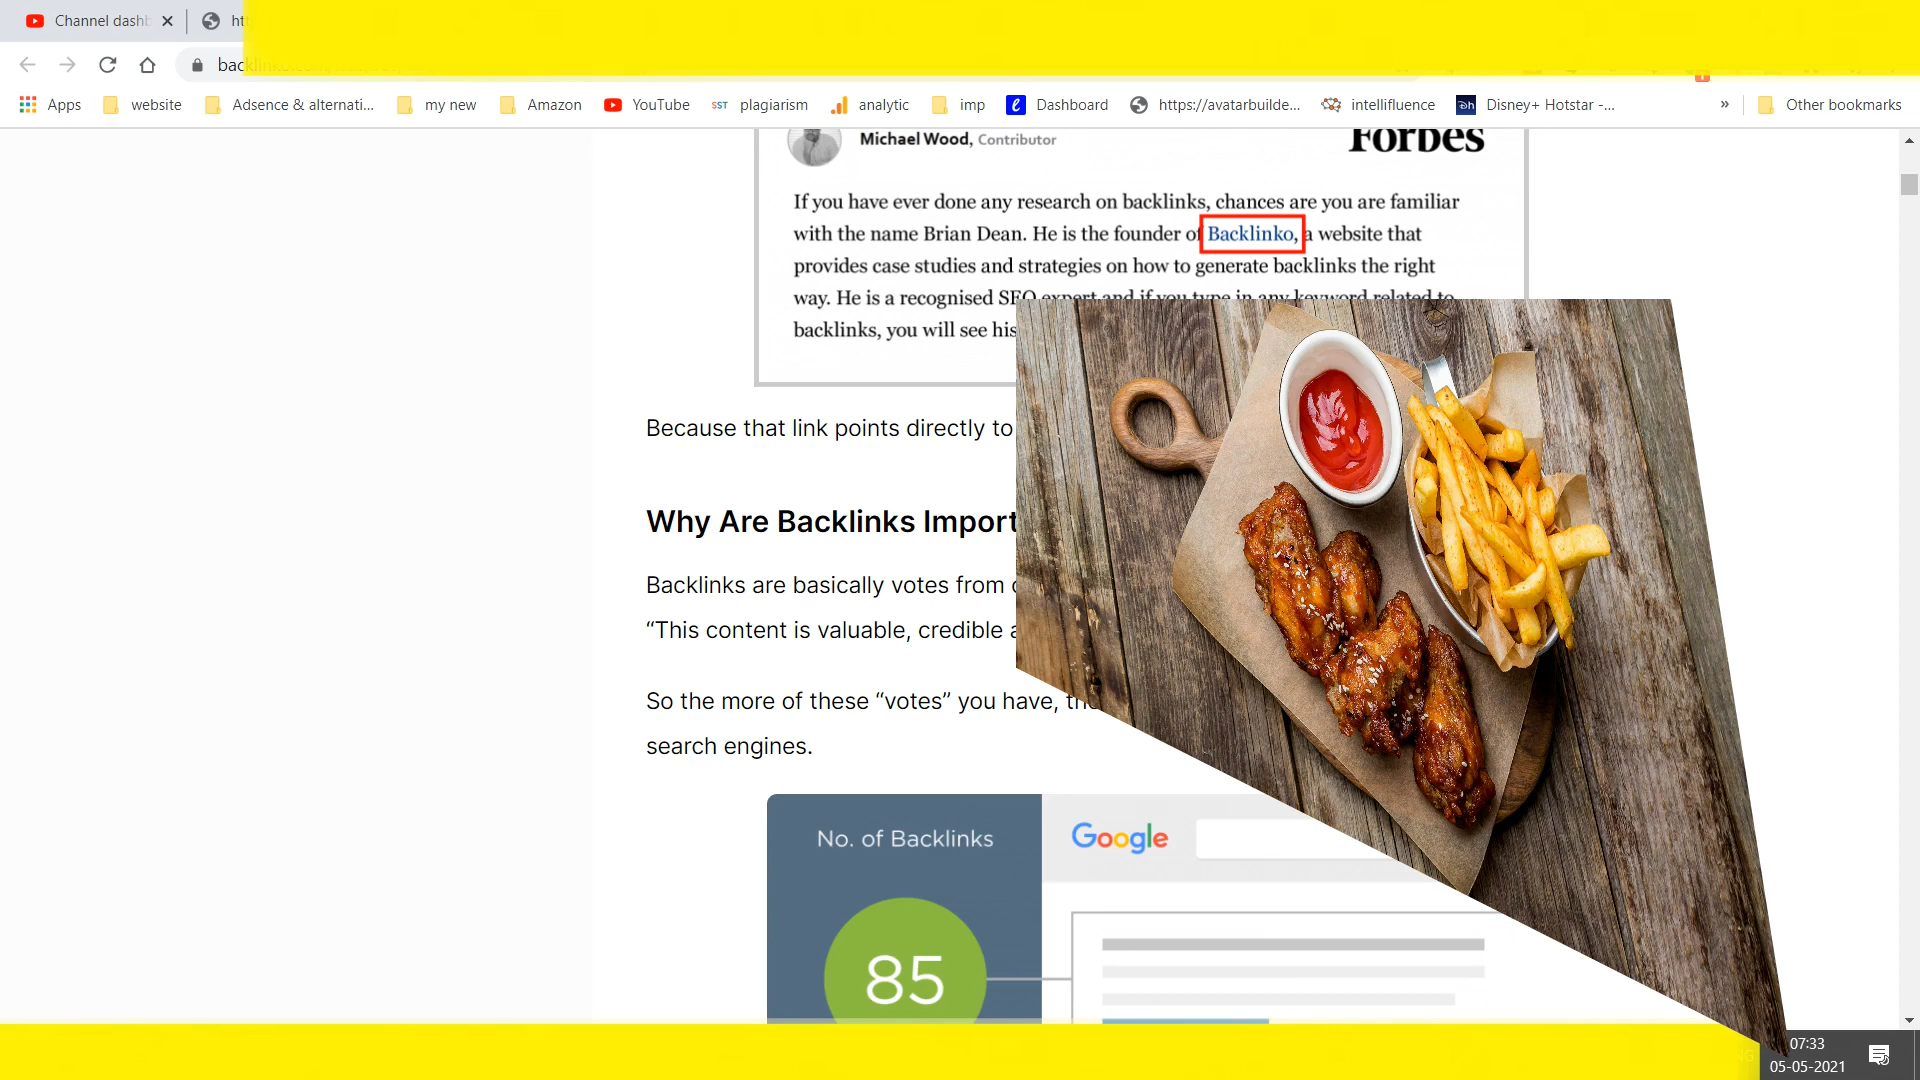 Channel dashb
backlinko.com
Apps website Adsence & alternati... my new Amazon YouTube SST plagiarism analytic imp Dashboard https://avatarbuilde... intellifluence Disney+ Hotstar -... » Other bookmarks
Michael Wood, Contributor Forbes
If you have ever done any research on backlinks, chances are you are familiar
with the name Brian Dean. He is the founder of Backlinko, a website that
provides case studies and strategies on how to generate backlinks the right
way. He is a recognised SEO expert and if you type in any keyword related to
backlinks, you will see his
Because that link points directly to
Why Are Backlinks Import
Backlinks are basically votes from
“This content is valuable, credible
So the more of these “votes” you have,
search engines.
No. of Backlinks
Google
85
07:33
05-05-2021